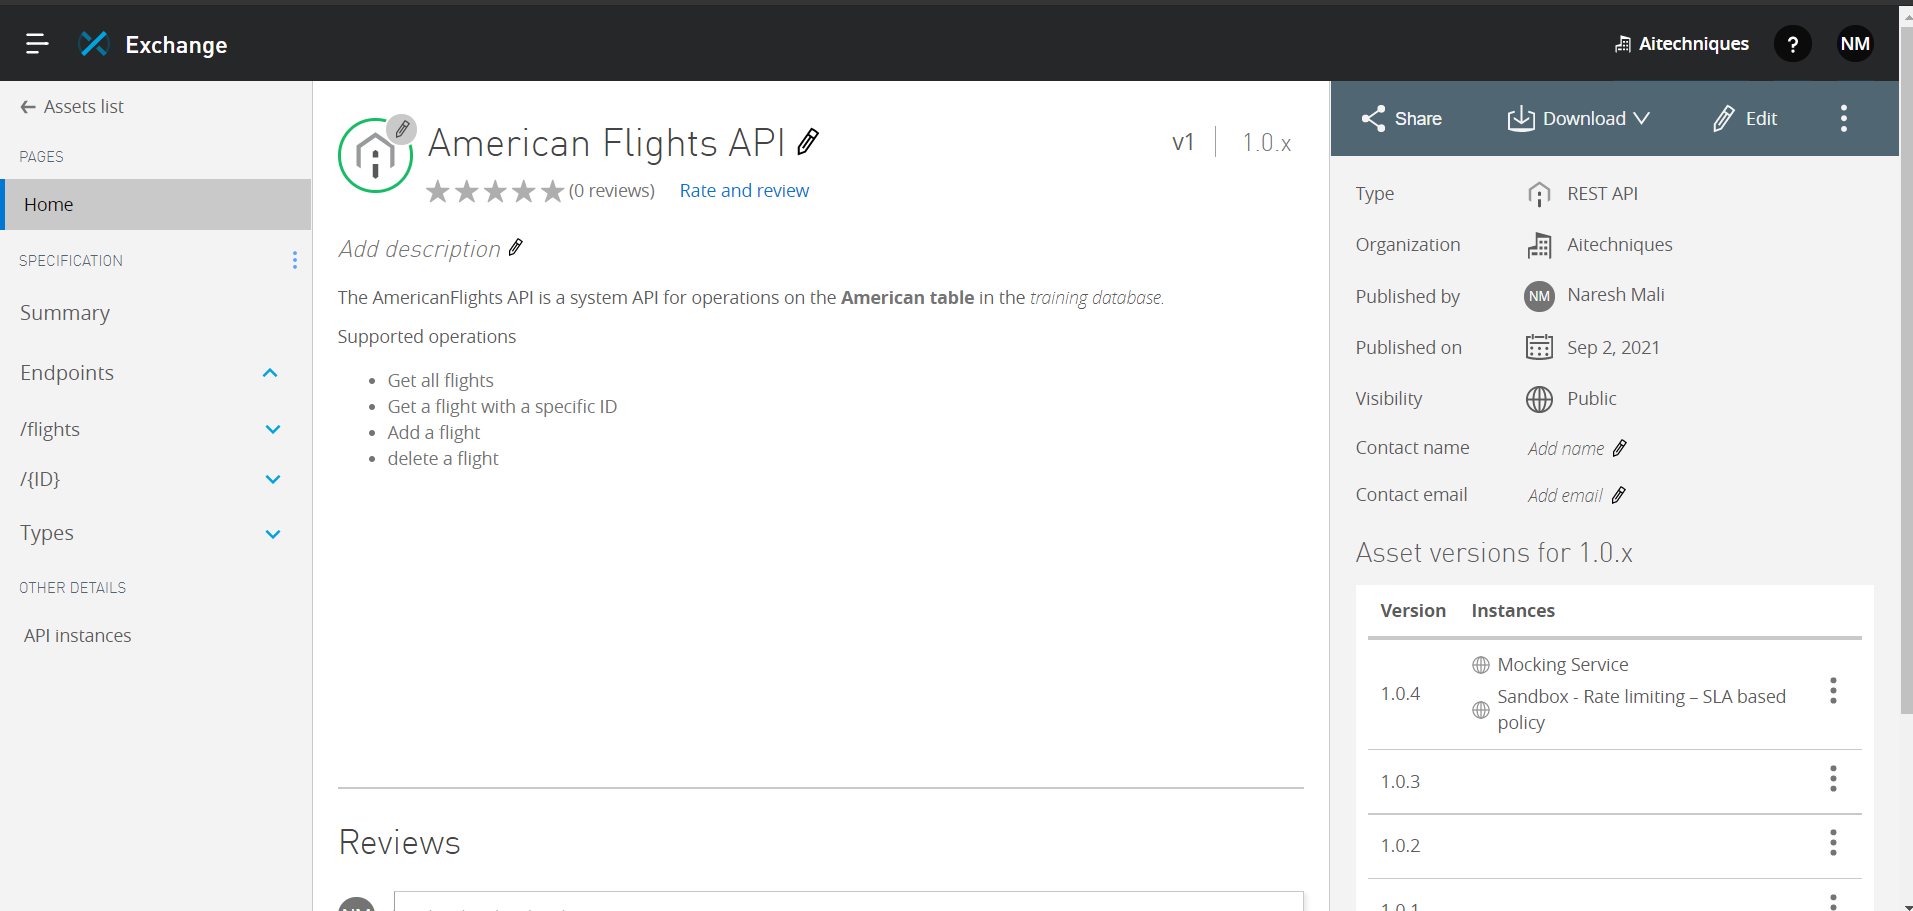 Exchange
Aitechniques
?
NM
Assets list
PAGES
Home
SPECIFICATION
Summary
Endpoints
/flights
/{ID}
Types
OTHER DETAILS
API instances
American Flights API
v1
1.0.x
(0 reviews)
Rate and review
Add description
The AmericanFlights API is a system API for operations on the American table in the training database.
Supported operations
• Get all flights
• Get a flight with a specific ID
• Add a flight
• delete a flight
Reviews
Share
Download
Edit
Type
REST API
Organization
Aitechniques
Published by
NM
Naresh Mali
Published on
Sep 2, 2021
Visibility
Public
Contact name
Add name
Contact email
Add email
Asset versions for 1.0.x
Version Instances
1.0.4
Mocking Service
Sandbox - Rate limiting – SLA based
policy
1.0.3
1.0.2
1.0.1